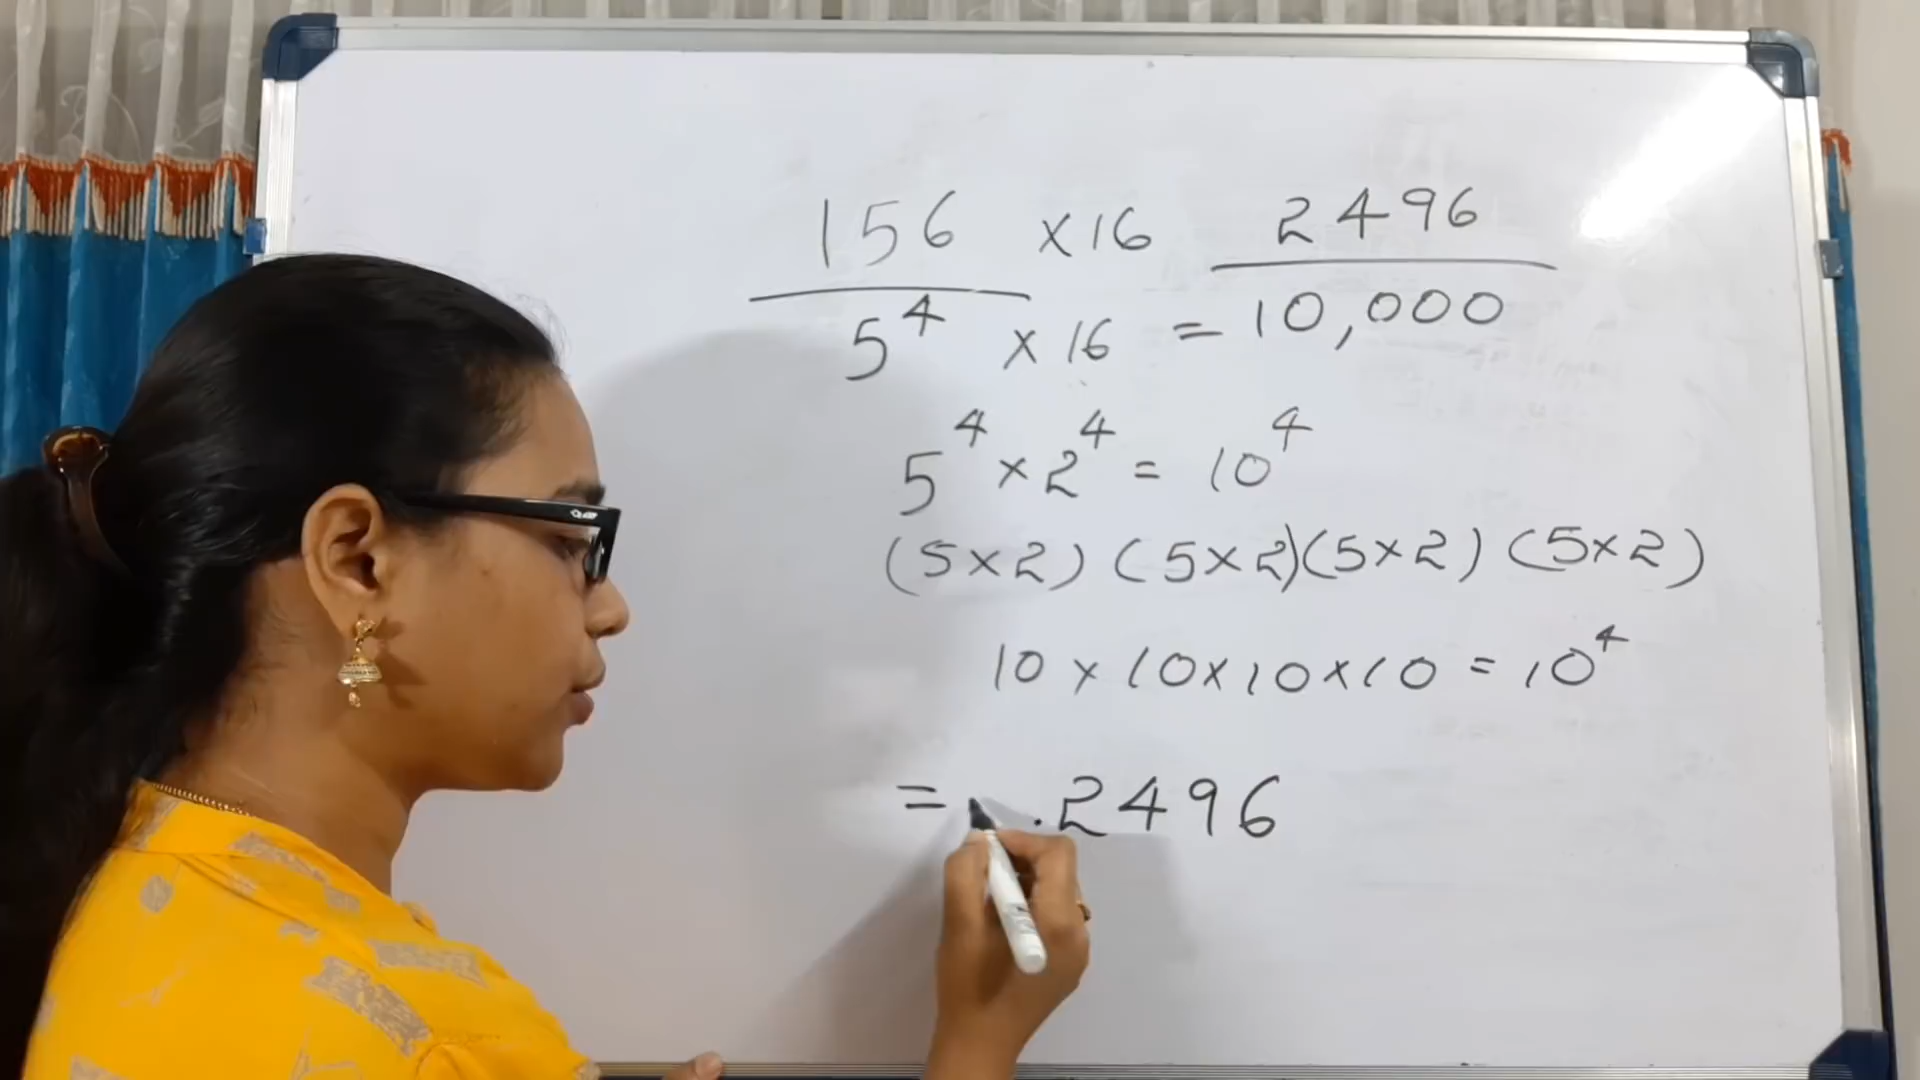 156 ×16 2496
5⁴ ×16 = 10,000
5⁴ × 2⁴ = 10⁴
(5×2) (5×2)(5×2) (5×2)
10 × 10×10×10 = 10⁴
= .2496